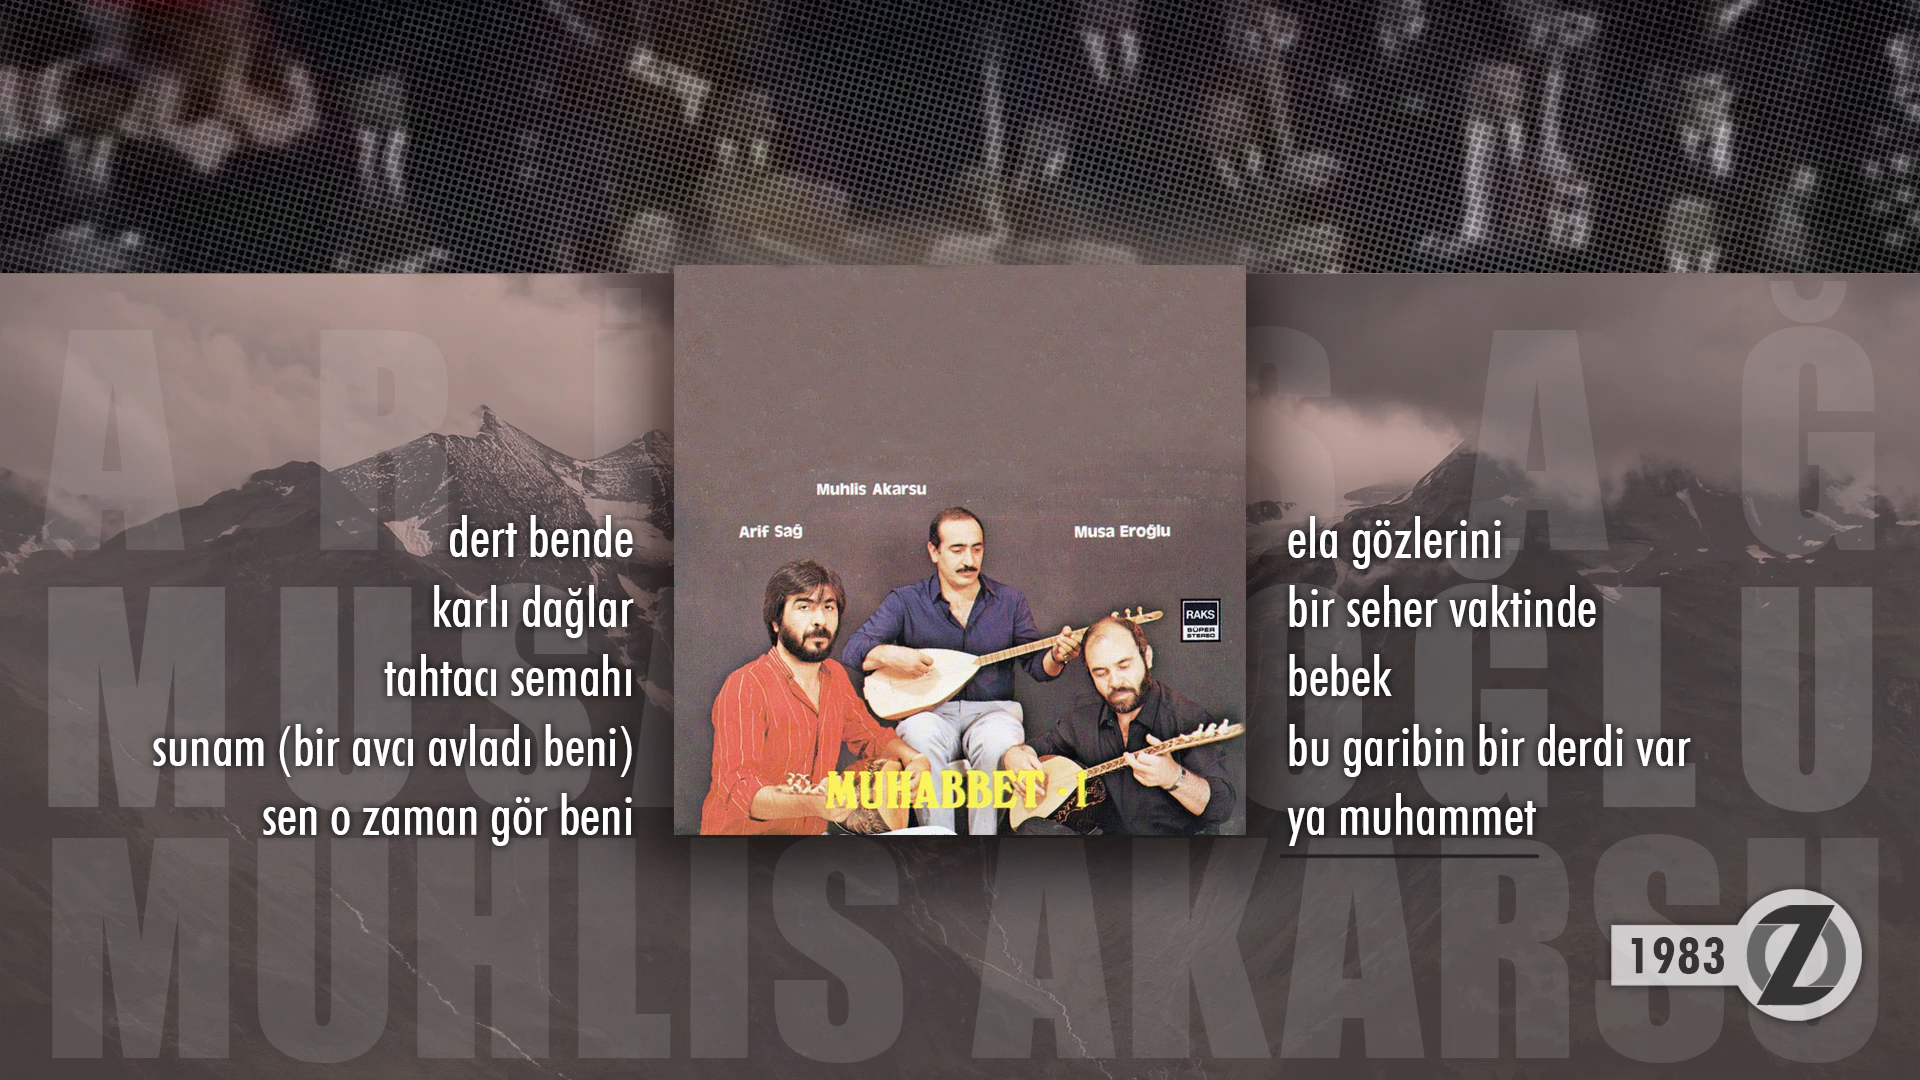 ARİF SAĞ
MUSA EROĞLU
MUHLIS AKARSU
dert bende
karlı dağlar
tahtacı semahı
sunam (bir avcı avladı beni)
sen o zaman gör beni
Muhlis Akarsu
Arif Sağ
Musa Eroğlu
RAKS
SÜPER
STEREO
MUHABBET - 1
ela gözlerini
bir seher vaktinde
bebek
bu garibin bir derdi var
ya muhammet
1983
Z